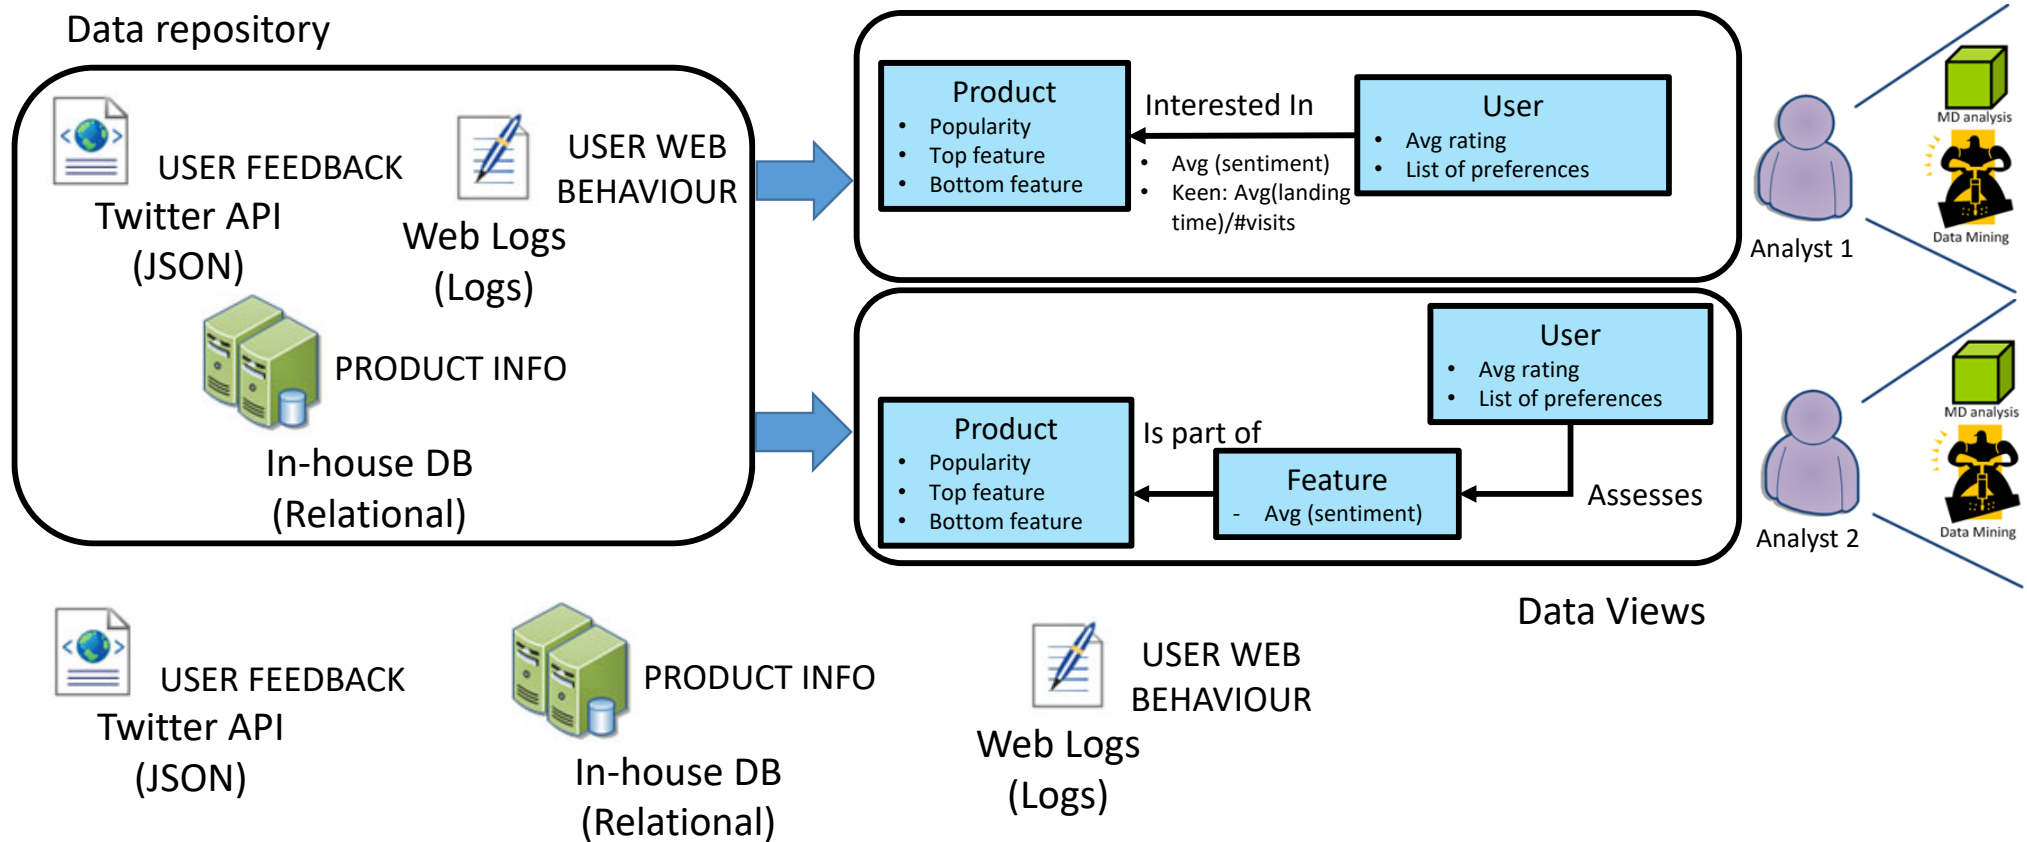 Data repository
USER FEEDBACK
Twitter API
(JSON)
USER WEB
BEHAVIOUR
Web Logs
(Logs)
PRODUCT INFO
In-house DB
(Relational)
Product
• Popularity
• Top feature
• Bottom feature
Interested In
• Avg (sentiment)
• Keen: Avg(landing
time)/#visits
User
• Avg rating
• List of preferences
Analyst 1
MD analysis
Data Mining
Product
• Popularity
• Top feature
• Bottom feature
Is part of
Feature
- Avg (sentiment)
User
• Avg rating
• List of preferences
Assesses
Analyst 2
MD analysis
Data Mining
Data Views
USER FEEDBACK
Twitter API
(JSON)
PRODUCT INFO
In-house DB
(Relational)
USER WEB
BEHAVIOUR
Web Logs
(Logs)